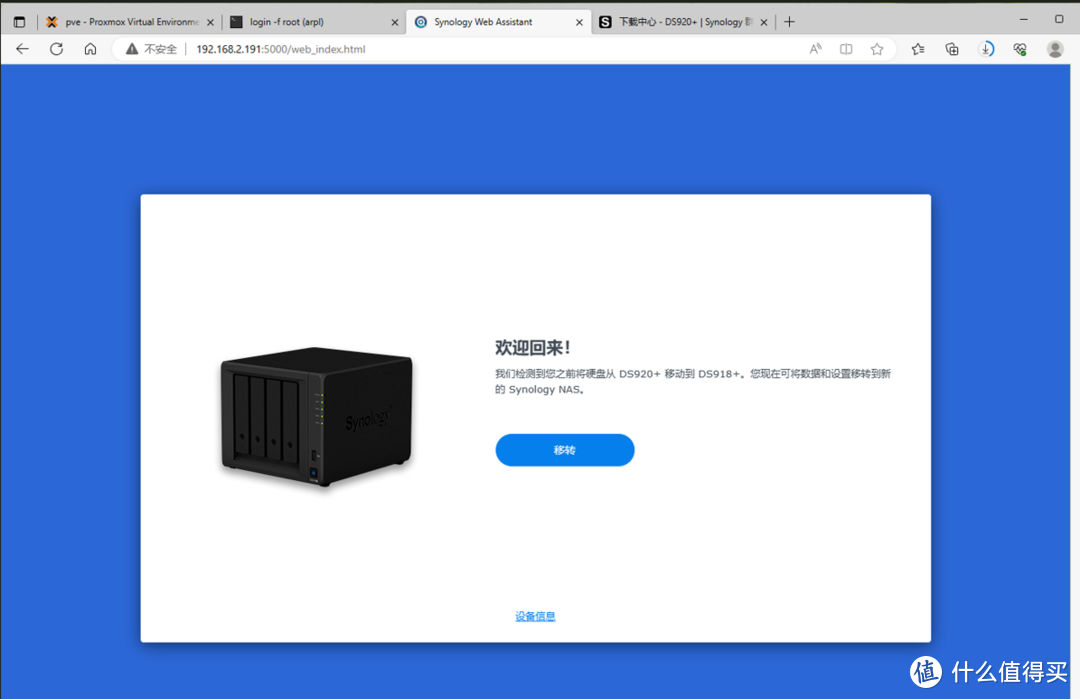 pve - Proxmox Virtual Environme
login -f root (arpl)
Synology Web Assistant
下载中心 - DS920+ | Synology 群
不安全
192.168.2.191:5000/web_index.html
欢迎回来！
我们检测到您之前将硬盘从 DS920+ 移动到 DS918+。您现在可将数据和设置移转到新
的 Synology NAS。
移转
Synology
设备信息
值 什么值得买